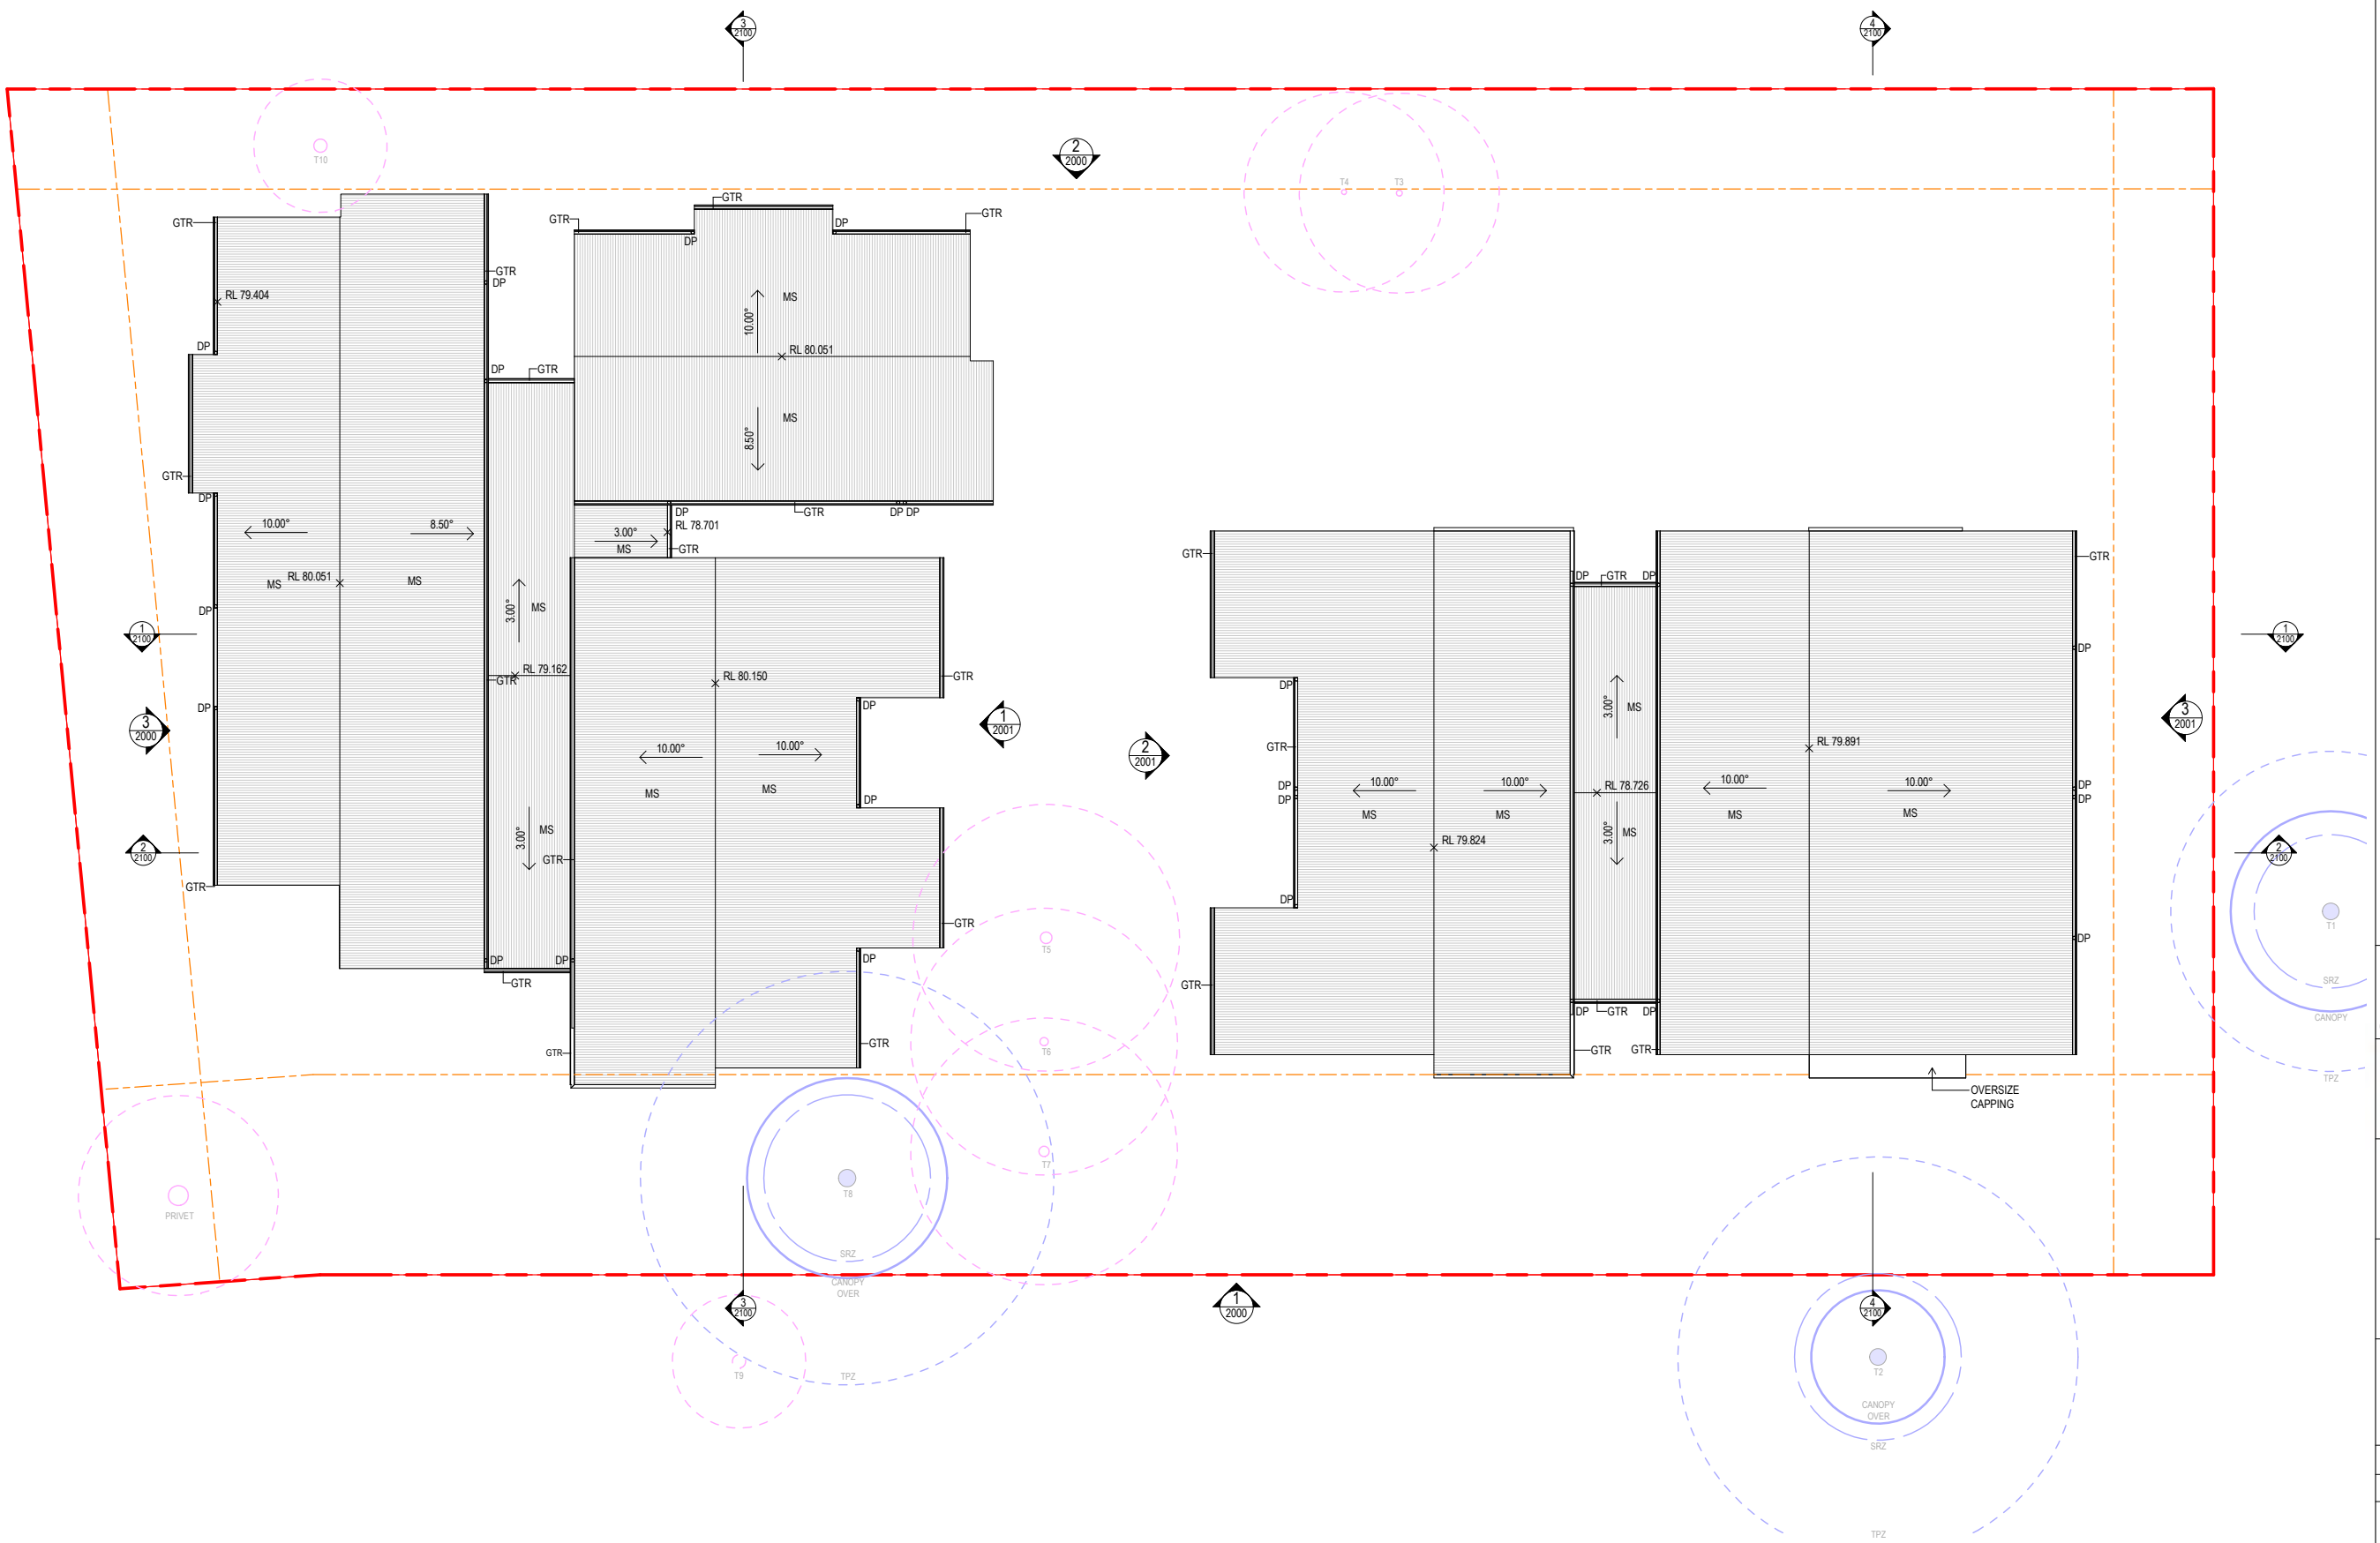 3
2100
4
2100
T10
2
2000
T4
T3
GTR
GTR
GTR
DP
DP
GTR
GTR
DP
RL 79.404
MS
10.00°
RL 80.051
DP
DP
GTR
MS
8.50°
GTR
DP
DP
GTR
DP DP
RL 78.701
3.00°
MS
GTR
10.00°
8.50°
MS
RL 80.051
MS
3.00°
MS
DP
1
2100
RL 79.162
GTR
DP
3
2000
3.00°
MS
GTR
2
2100
GTR
DP
DP
GTR
GTR
RL 80.150
GTR
DP
10.00°
10.00°
MS
MS
DP
GTR
DP
GTR
1
2001
2
2001
GTR
GTR
DP
GTR
DP
DP
DP
GTR
10.00°
10.00°
MS
MS
RL 79.824
DP
GTR
DP
3.00°
MS
RL 78.726
3.00°
MS
DP
GTR
DP
GTR
GTR
RL 79.891
10.00°
10.00°
MS
MS
DP
DP
DP
DP
1
2100
3
2001
2
2100
T1
SRZ
CANOPY
TPZ
OVERSIZE
CAPPING
T5
T6
T7
T8
SRZ
CANOPY
OVER
TPZ
PRIVET
3
2100
T9
1
2000
4
2100
T2
CANOPY
OVER
SRZ
TPZ